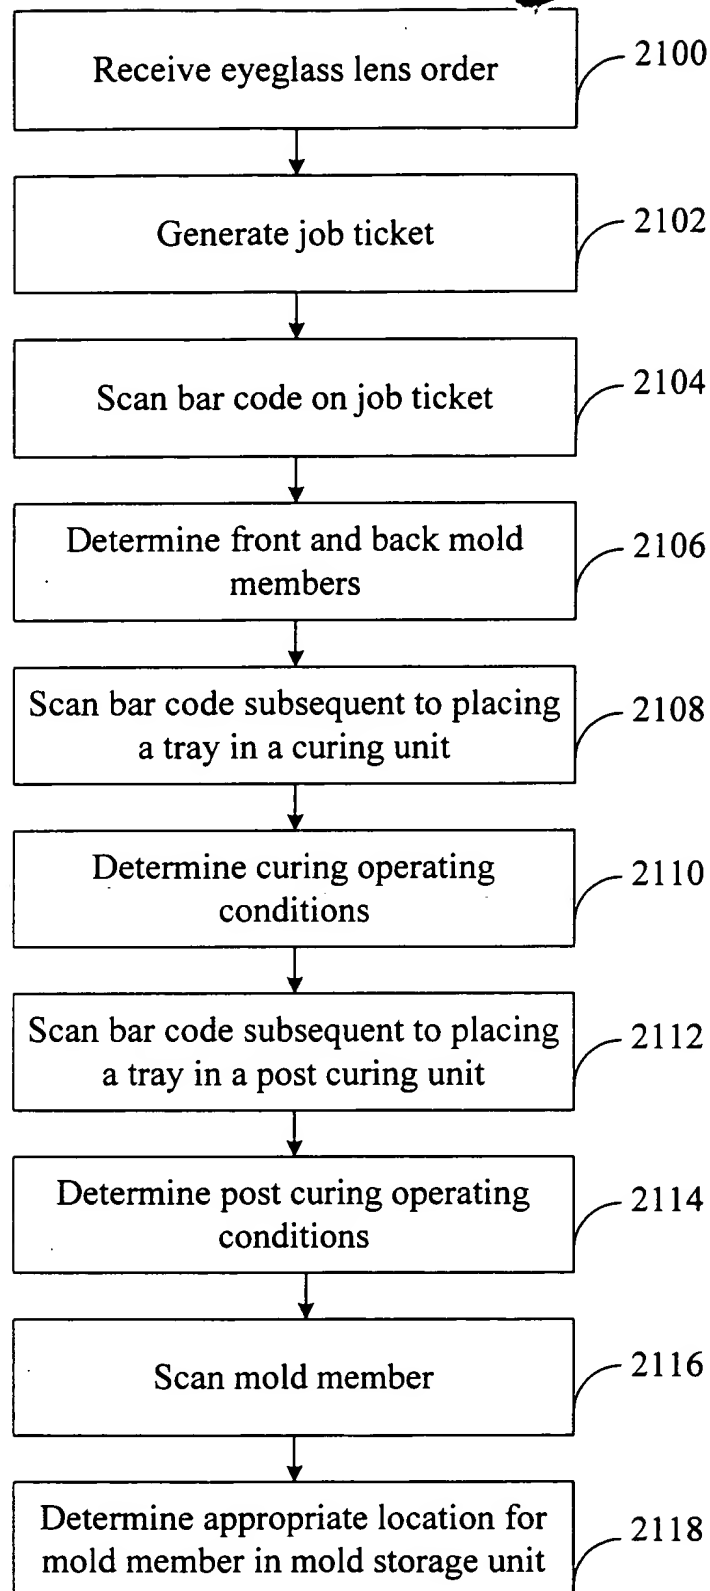 Receive eyeglass lens order
2100
Generate job ticket
2102
Scan bar code on job ticket
2104
Determine front and back mold
members
2106
Scan bar code subsequent to placing
a tray in a curing unit
2108
Determine curing operating
conditions
2110
Scan bar code subsequent to placing
a tray in a post curing unit
2112
Determine post curing operating
conditions
2114
Scan mold member
2116
Determine appropriate location for
mold member in mold storage unit
2118